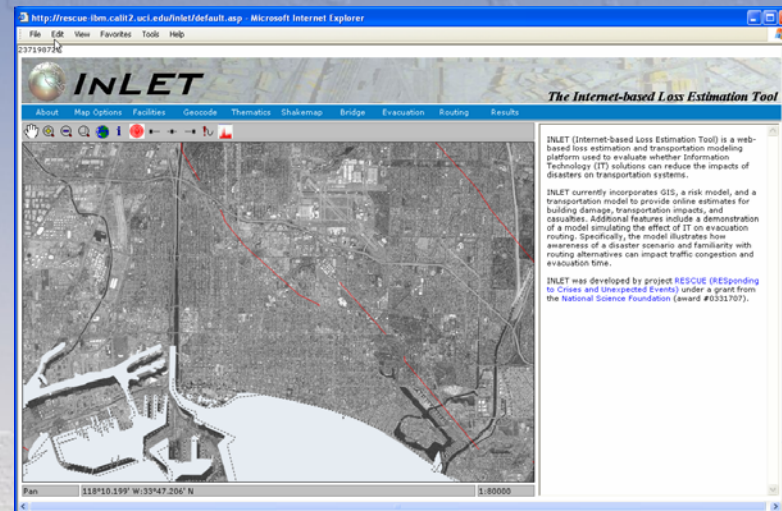 http://rescue-ibm.calit2.uci.edu/inlet/default.asp - Microsoft Internet Explorer
File Edit View Favorites Tools Help
INLET
The Internet-based Loss Estimation Tool
About Map Options Facilities Geocode Thematics Shakemap Bridge Evacuation Routing Results
INLET (Internet-based Loss Estimation Tool) is a web-
based loss estimation and transportation modeling
platform used to evaluate whether Information
Technology (IT) solutions can reduce the impacts of
disasters on transportation systems.
INLET currently incorporates GIS, a risk model, and a
transportation model to provide online estimates for
building damage, transportation impacts, and
casualties. Additional features include a demonstration
of a model simulating the effect of IT on evacuation
routing. Specifically, the model illustrates how
awareness of a disaster scenario and familiarity with
routing alternatives can impact traffic congestion and
evacuation time.
INLET was developed by project RESCUE (RESponding
to Crises and Unexpected Events) under a grant from
the National Science Foundation (award #0331707).
Pan 118°10.199' W:33°47.206' N 1:80000